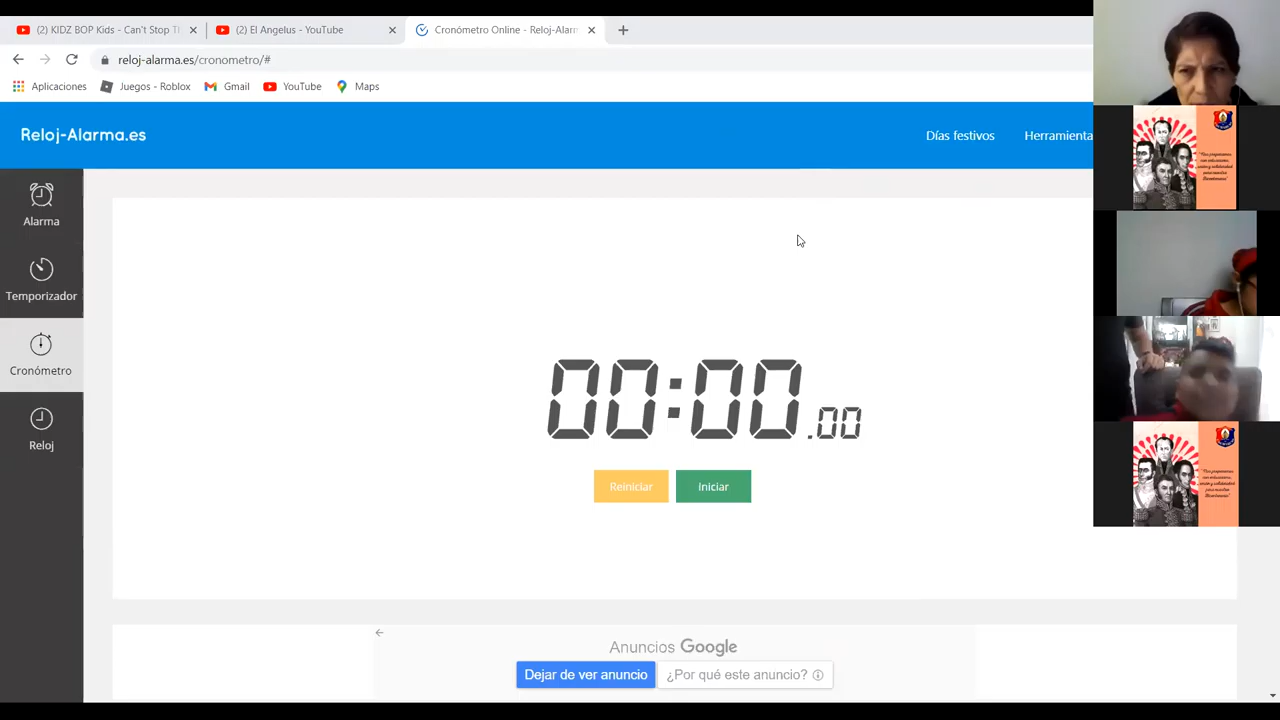 (2) KIDZ BOP Kids - Can't Stop Th
(2) El Angelus - YouTube
Cronómetro Online - Reloj-Alarm
reloj-alarma.es/cronometro/#
Aplicaciones
Juegos - Roblox
Gmail
YouTube
Maps
Reloj-Alarma.es
Días festivos
Herramienta
Alarma
Temporizador
Cronómetro
Reloj
00:00.00
Reiniciar
Iniciar
Anuncios Google
Dejar de ver anuncio
¿Por qué este anuncio?